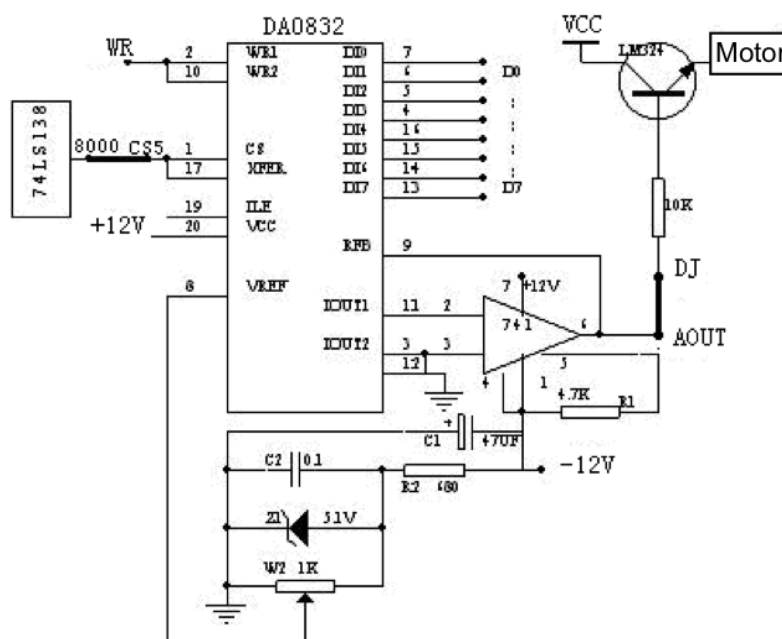 DA0832
WR
2
WR1
10
WR2
74LS138
8000 CS5
1
CS
17
XFER
19
ILE
+12V
20
VCC
8
VREF
DI0
7
D0
DI1
6
DI2
5
DI3
4
DI4
16
DI5
15
DI6
14
DI7
13
D7
RFB
9
IOUT1
11
2
IOUT2
3
3
12
7
+12V
741
6
4
5
1
4.7K
R1
VCC
LM324
Motor
10K
DJ
AOUT
C1
+
47UF
C2
0.1
R2
680
-12V
Z1
5.1V
W2
1K